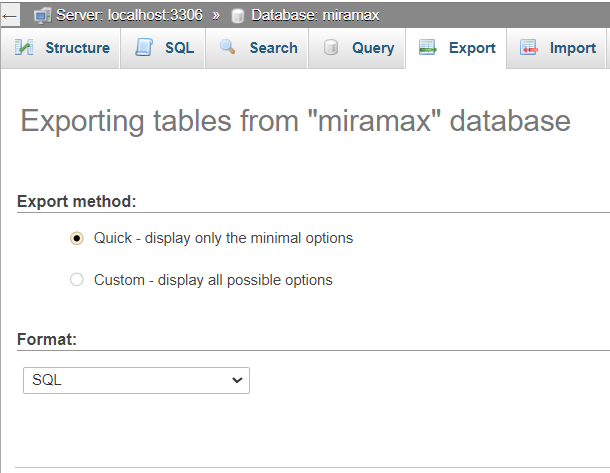 ← Server: localhost:3306 » Database: miramax
Structure SQL Search Query Export Import
Exporting tables from "miramax" database
Export method:
Quick - display only the minimal options
Custom - display all possible options
Format:
SQL